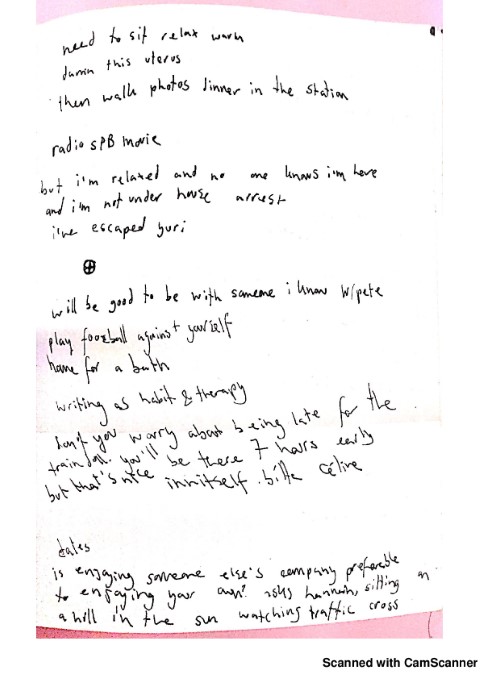 need to sit relax warm
damn this uterus
then walk photos dinner in the station
radio SPB movie
but i'm relaxed and no one knows i'm here
and i'm not under house arrest
i've escaped yuri
will be good to be with someone i know w/pete
play foozball against yourself
home for a bath
writing as habit & therapy
don't you worry about being late for the
train doll. you'll be there 7 hours early
but that's nice innitself. Céline
tales
is enjoying someone else's company preferable
to enjoying your own? asks hannah, sitting on
a hill in the sun watching traffic cross
Scanned with CamScanner